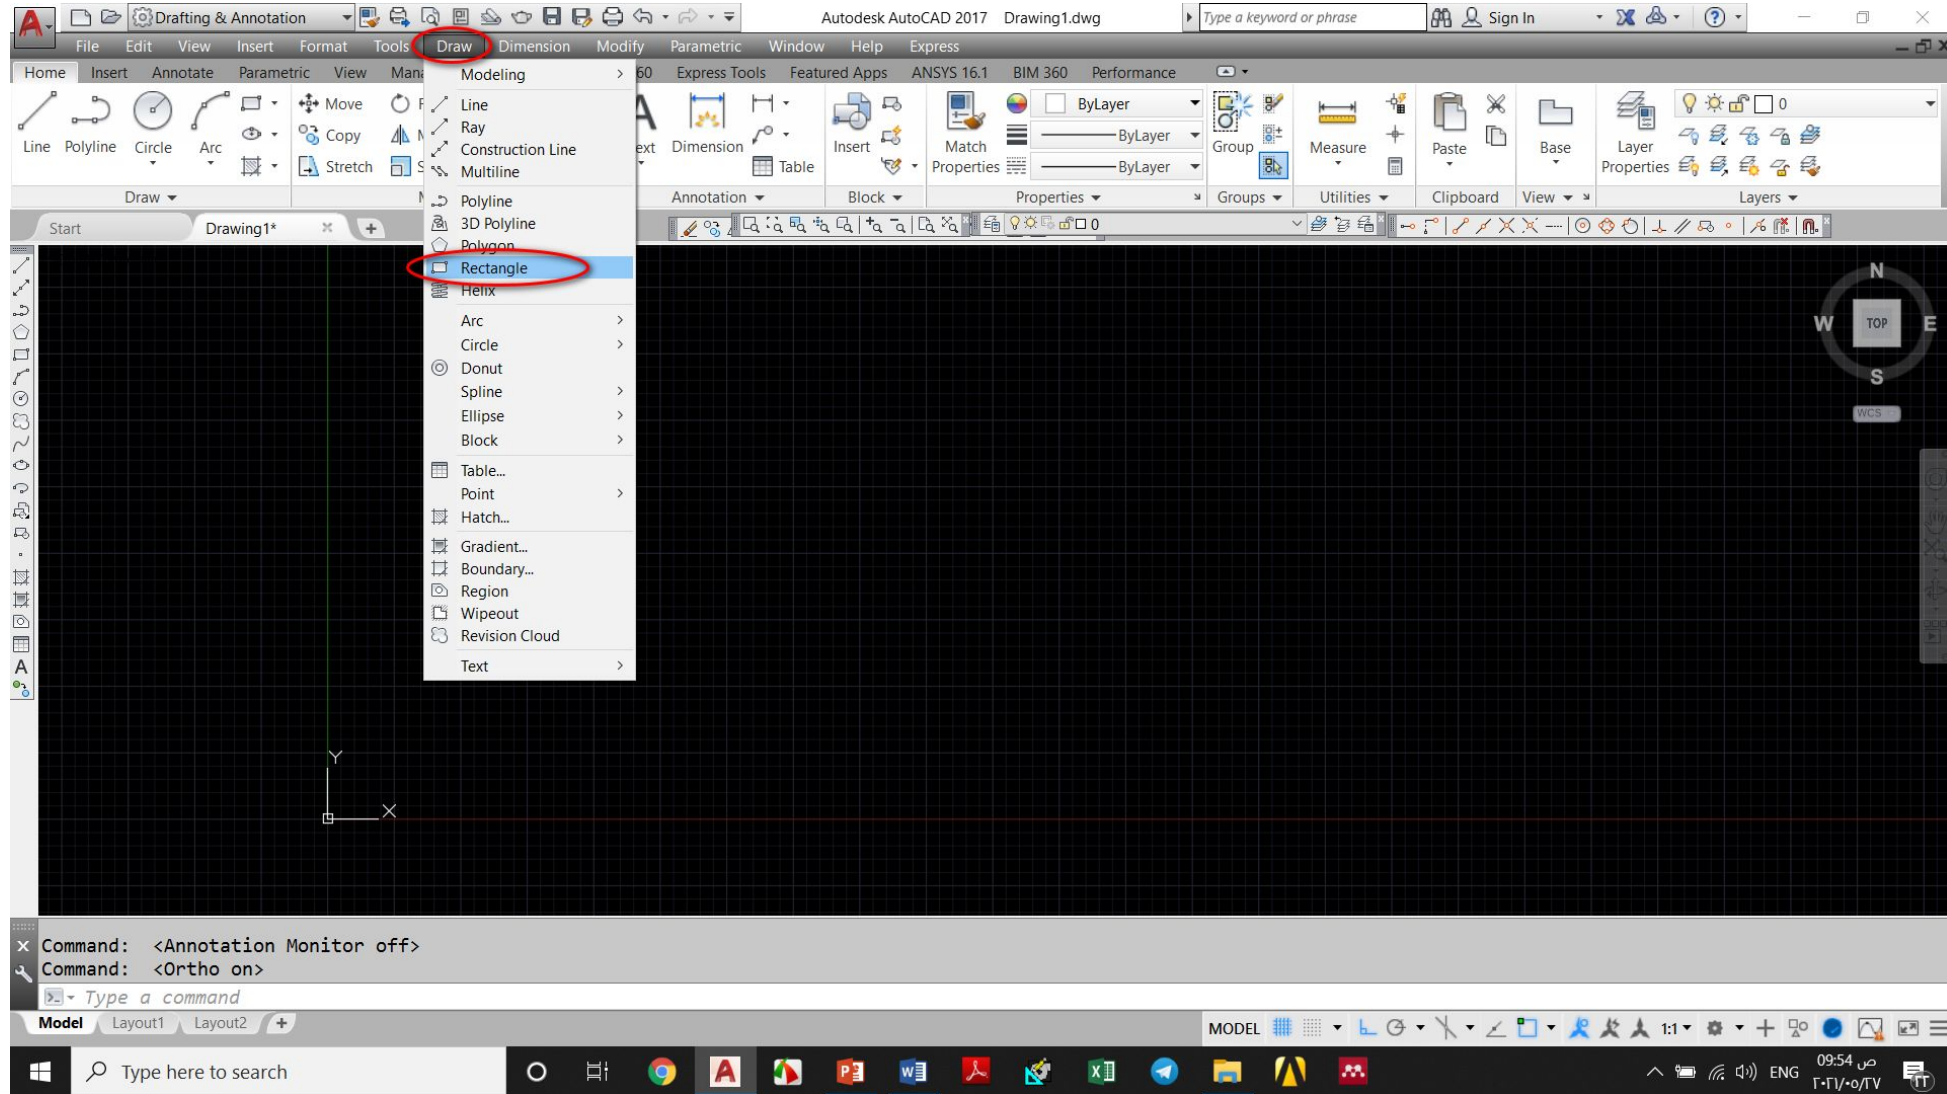 Drafting & Annotation
Autodesk AutoCAD 2017 Drawing1.dwg
Type a keyword or phrase
Sign In
File Edit View Insert Format Tools Draw Dimension Modify Parametric Window Help Express
Home Insert Annotate Parametric View Mana 60 Express Tools Featured Apps ANSYS 16.1 BIM 360 Performance
Line Polyline Circle Arc
Move
Copy
Stretch
Dimension
Table
Insert
Match
Properties
ByLayer
ByLayer
ByLayer
Group
Measure
Paste
Base
Layer
Properties
0
Draw
Annotation
Block
Properties
Groups
Utilities
Clipboard
View
Layers
Start
Drawing1*
0
Modeling
Line
Ray
Construction Line
Multiline
Polyline
3D Polyline
Polygon
Rectangle
Helix
Arc
Circle
Donut
Spline
Ellipse
Block
Table...
Point
Hatch...
Gradient...
Boundary...
Region
Wipeout
Revision Cloud
Text
N
W TOP E
S
WCS
Y
X
Command: <Annotation Monitor off>
Command: <Ortho on>
Type a command
Model Layout1 Layout2
MODEL
1:1
Type here to search
ENG
09:54 ص
٢٠٢١/٠٥/٢٧